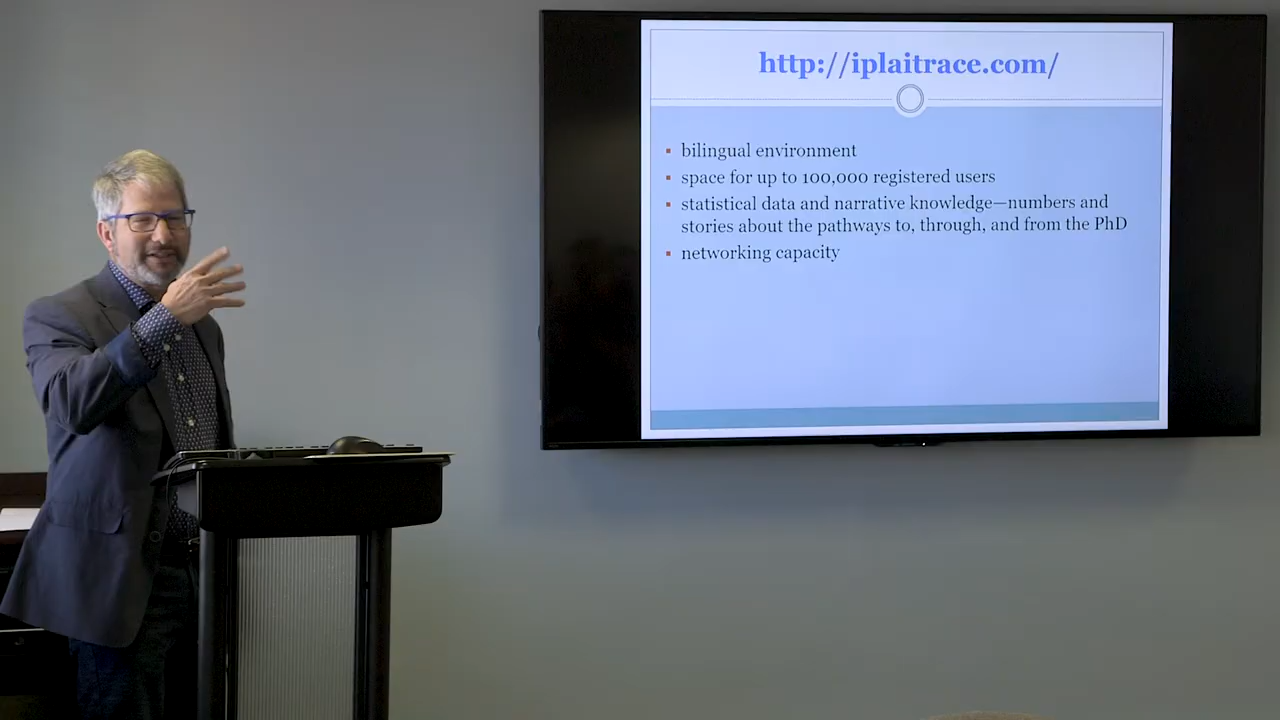 http://iplaitrace.com/
bilingual environment
space for up to 100,000 registered users
statistical data and narrative knowledge—numbers and
stories about the pathways to, through, and from the PhD
networking capacity